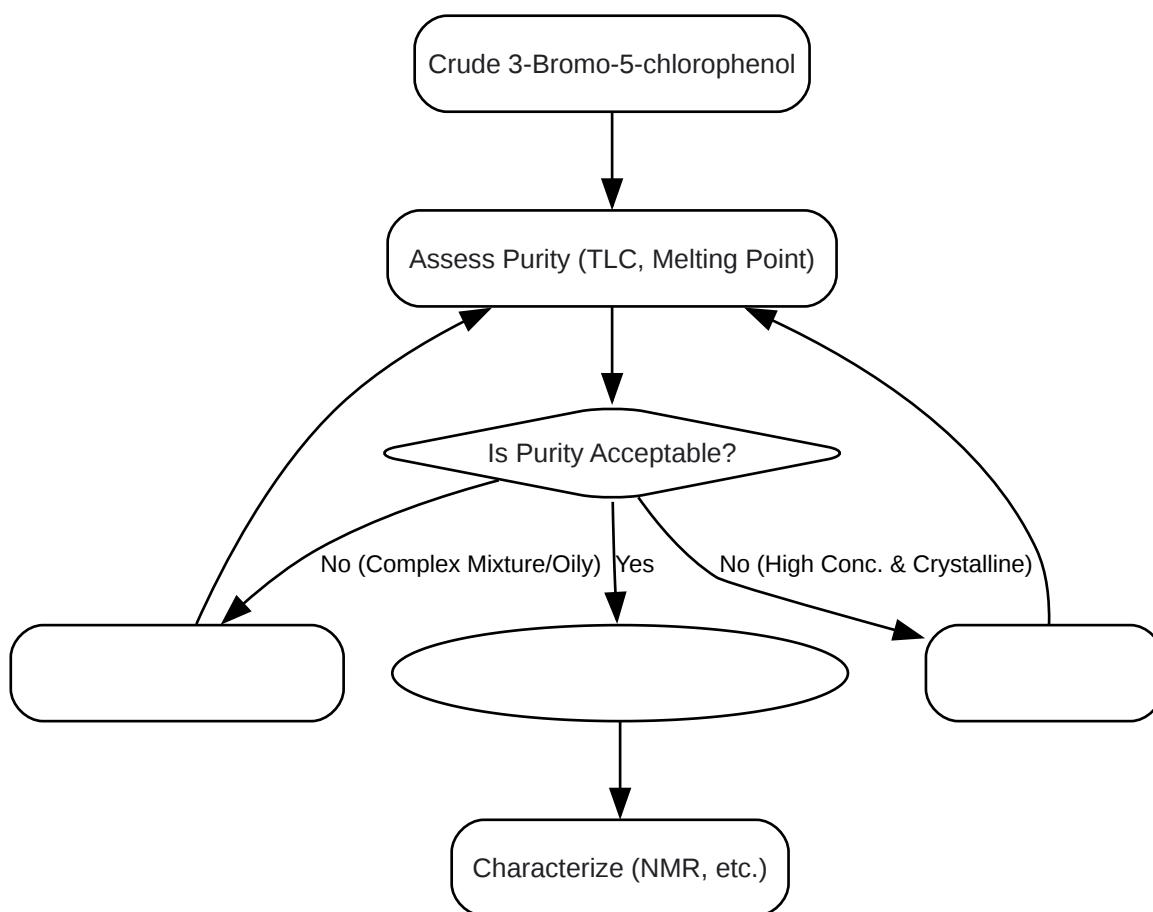 Crude 3-Bromo-5-chlorophenol
Assess Purity (TLC, Melting Point)
Is Purity Acceptable?
No (Complex Mixture/Oily)
Yes
No (High Conc. & Crystalline)
Characterize (NMR, etc.)